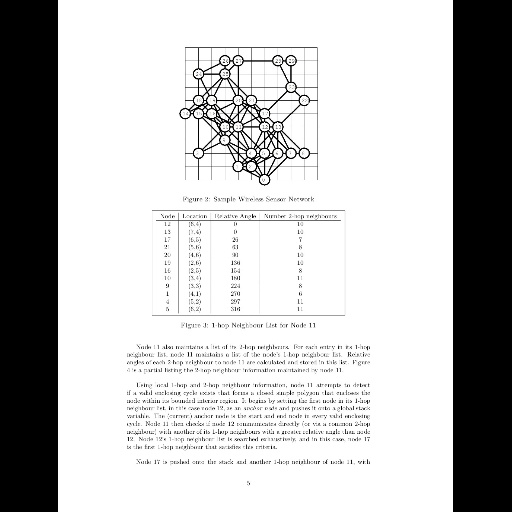 Figure 2: Sample Wireless Sensor Network
Node Location Relative Angle Number 2-hop neighbours
12 (6,4) 0 10
13 (7,4) 0 10
17 (6,5) 26 7
21 (5,6) 63 8
20 (4,6) 90 10
19 (2,6) 136 10
16 (2,5) 154 8
10 (3,4) 180 11
9 (3,3) 224 8
1 (4,1) 270 6
4 (5,2) 297 11
5 (6,2) 316 11
Figure 3: 1-hop Neighbour List for Node 11
Node 11 also maintains a list of its 2-hop neighbours. For each entry in its 1-hop
neighbour list, node 11 maintains a list of the node's 1-hop neighbour list. Relative
angles of each 2-hop neighbour to node 11 are calculated and stored in this list. Figure
4 is a partial listing the 2-hop neighbour information maintained by node 11.
Using local 1-hop and 2-hop neighbour information, node 11 attempts to detect
if a valid enclosing cycle exists that forms a closed simple polygon that encloses the
node within its bounded interior region. It begins by setting the first node in its 1-hop
neighbour list, in this case node 12, as an anchor node and pushes it onto a global stack
variable. The (current) anchor node is the start and end node in every valid enclosing
cycle. Node 11 then checks if node 12 communicates directly (or via a common 2-hop
neighbour) with another of its 1-hop neighbours with a greater relative angle than node
12. Node 12's 1-hop neighbour list is searched exhaustively, and in this case, node 17
is the first 1-hop neighbour that satisfies this criteria.
Node 17 is pushed onto the stack and another 1-hop neighbour of node 11, with
5